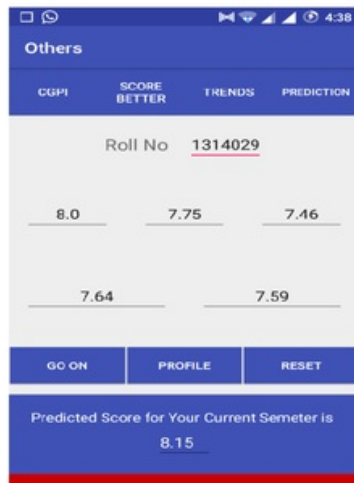 4:38
Others
CGPI SCORE BETTER TRENDS PREDICTION
Roll No 1314029
8.0 7.75 7.46
7.64 7.59
GO ON PROFILE RESET
Predicted Score for Your Current Semeter is
8.15